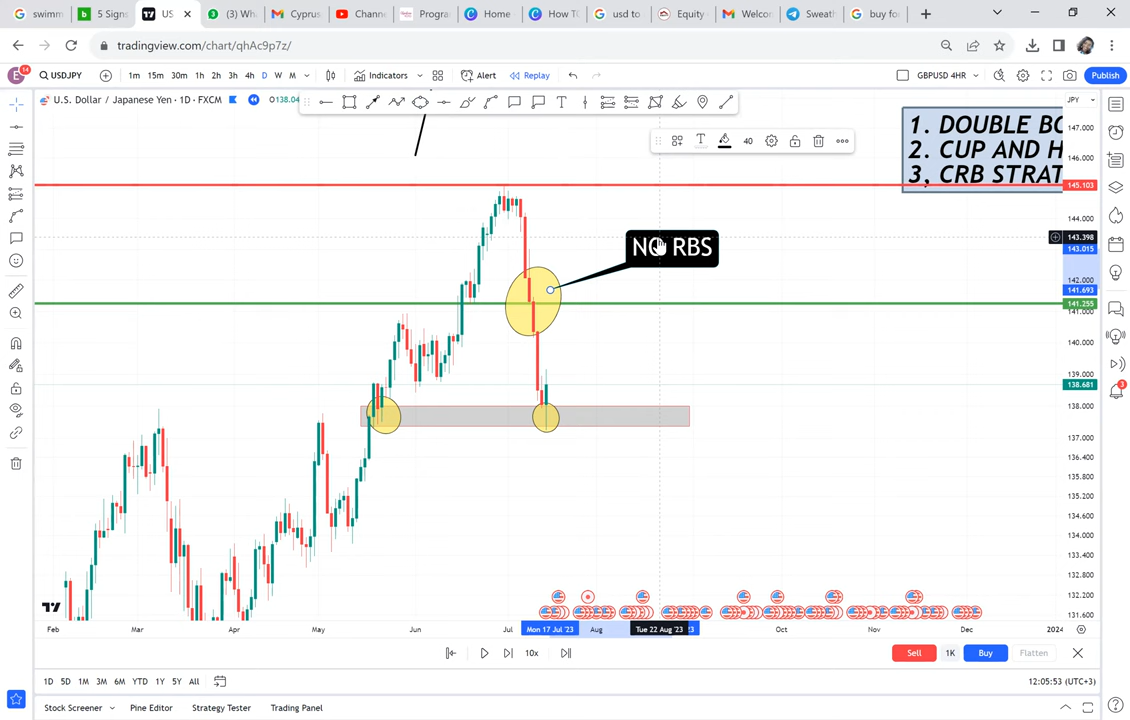 swimm
5 Signs
US
(3) Wh
Cyprus
Chann
Progra
Home
How TO
usd to
Equity
Welcon
Sweath
buy fo
tradingview.com/chart/qhAc9p7z/
E 14 USDJPY 1m 15m 30m 1h 2h 3h 4h D W M Indicators Alert Replay GBPUSD 4HR Publish
U.S. Dollar / Japanese Yen · 1D · FXCM O138.04
JPY
1. DOUBLE BO
2. CUP AND H
3, CRB STRAT
NO RBS
147.000
146.000
145.103
144.000
143.398
143.015
142.000
141.693
141.255
141.000
140.000
139.000
138.681
138.000
137.000
136.400
135.800
135.200
134.600
134.000
133.400
132.800
132.200
131.600
3
Feb Mar Apr May Jun Jul Mon 17 Jul '23 Aug Tue 22 Aug '23 Oct Nov Dec 2024
10x Sell 1K Buy Flatten
1D 5D 1M 3M 6M YTD 1Y 5Y All 12:05:53 (UTC+3)
Stock Screener Pine Editor Strategy Tester Trading Panel